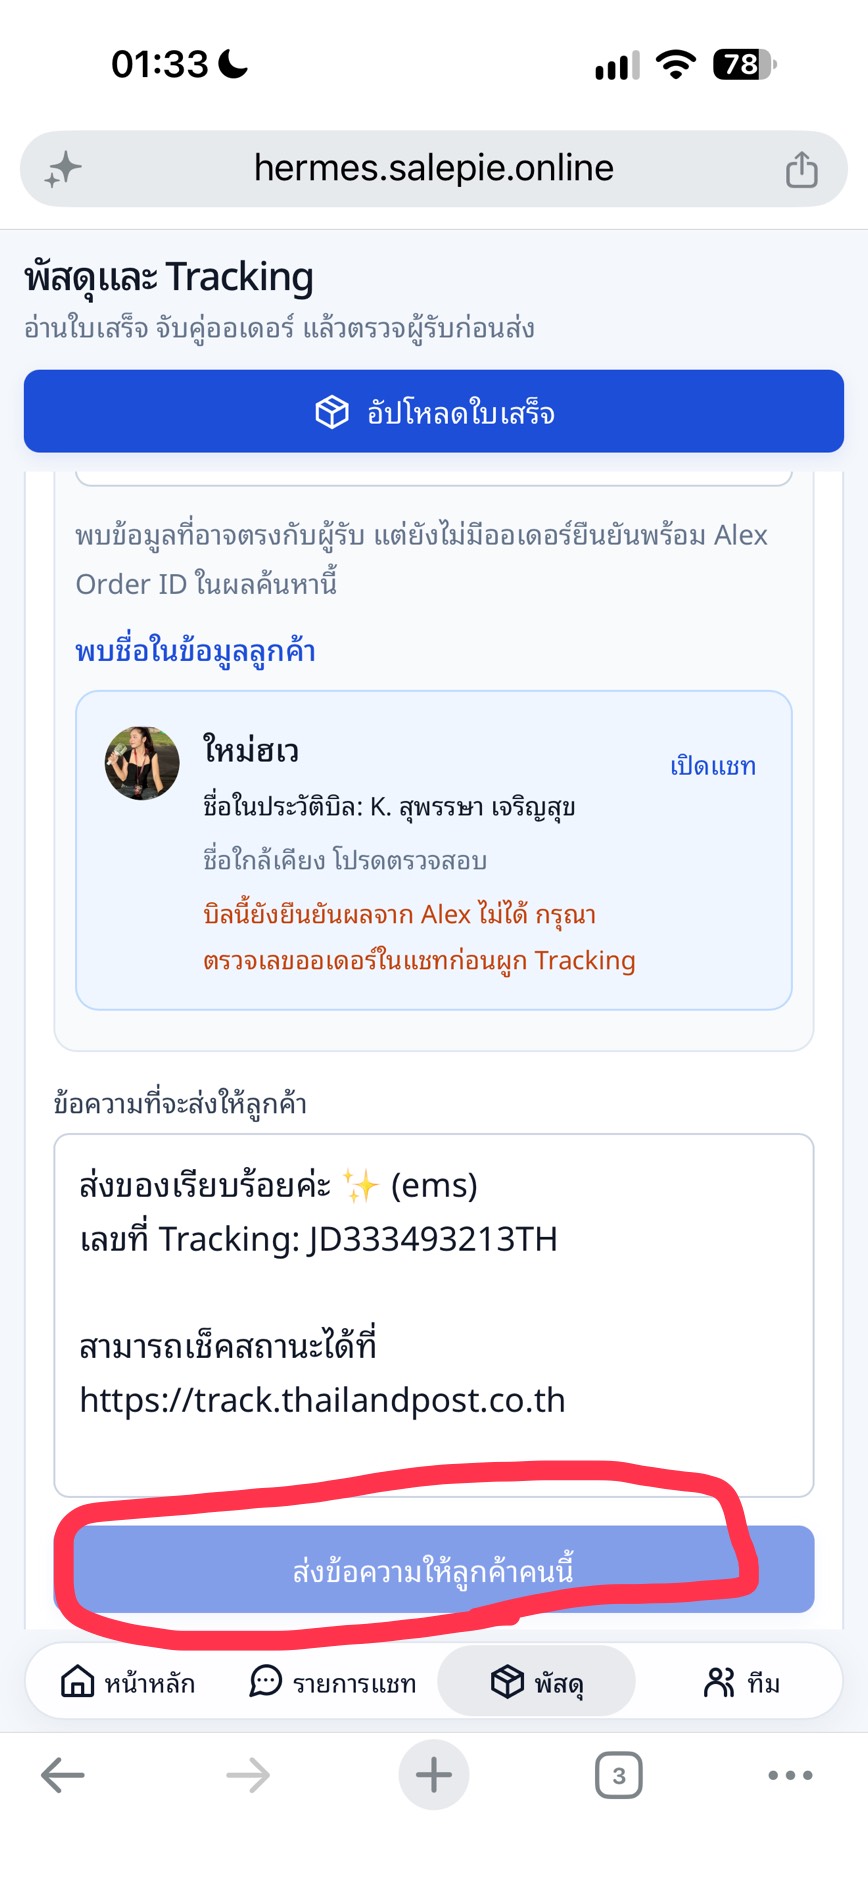 01:33
78
hermes.salepie.online
พัสดุและ Tracking
อ่านใบเสร็จ จับคู่ออเดอร์ แล้วตรวจผู้รับก่อนส่ง
อัปโหลดใบเสร็จ
พบข้อมูลที่อาจตรงกับผู้รับ แต่ยังไม่มีออเดอร์ยืนยันพร้อม Alex
Order ID ในผลค้นหานี้
พบชื่อในข้อมูลลูกค้า
ใหม่ฮเว
เปิดแชท
ชื่อในประวัติบิล: K. สุพรรษา เจริญสุข
ชื่อใกล้เคียง โปรดตรวจสอบ
บิลนี้ยังยืนยันผลจาก Alex ไม่ได้ กรุณา
ตรวจเลขออเดอร์ในแชทก่อนผูก Tracking
ข้อความที่จะส่งให้ลูกค้า
ส่งของเรียบร้อยค่ะ ✨ (ems)
เลขที่ Tracking: JD333493213TH
สามารถเช็คสถานะได้ที่
https://track.thailandpost.co.th
ส่งข้อความให้ลูกค้าคนนี้
หน้าหลัก
รายการแชท
พัสดุ
ทีม
3